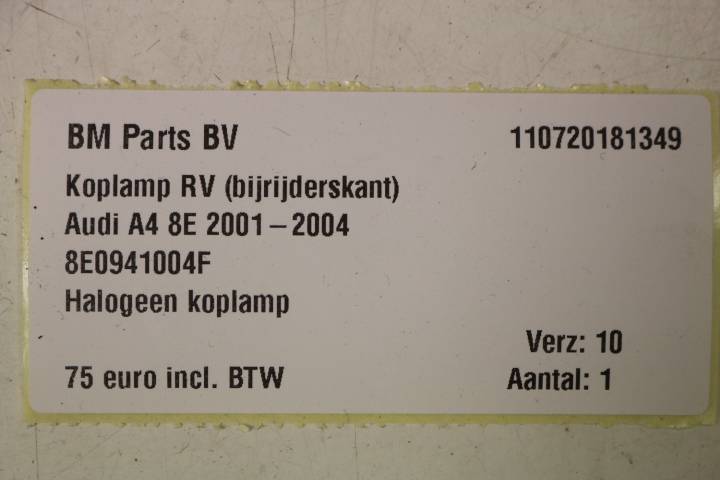 BM Parts BV 110720181349
Koplamp RV (bijrijderskant)
Audi A4 8E 2001-2004
8E0941004F
Halogeen koplamp
Verz: 10
75 euro incl. BTW Aantal: 1